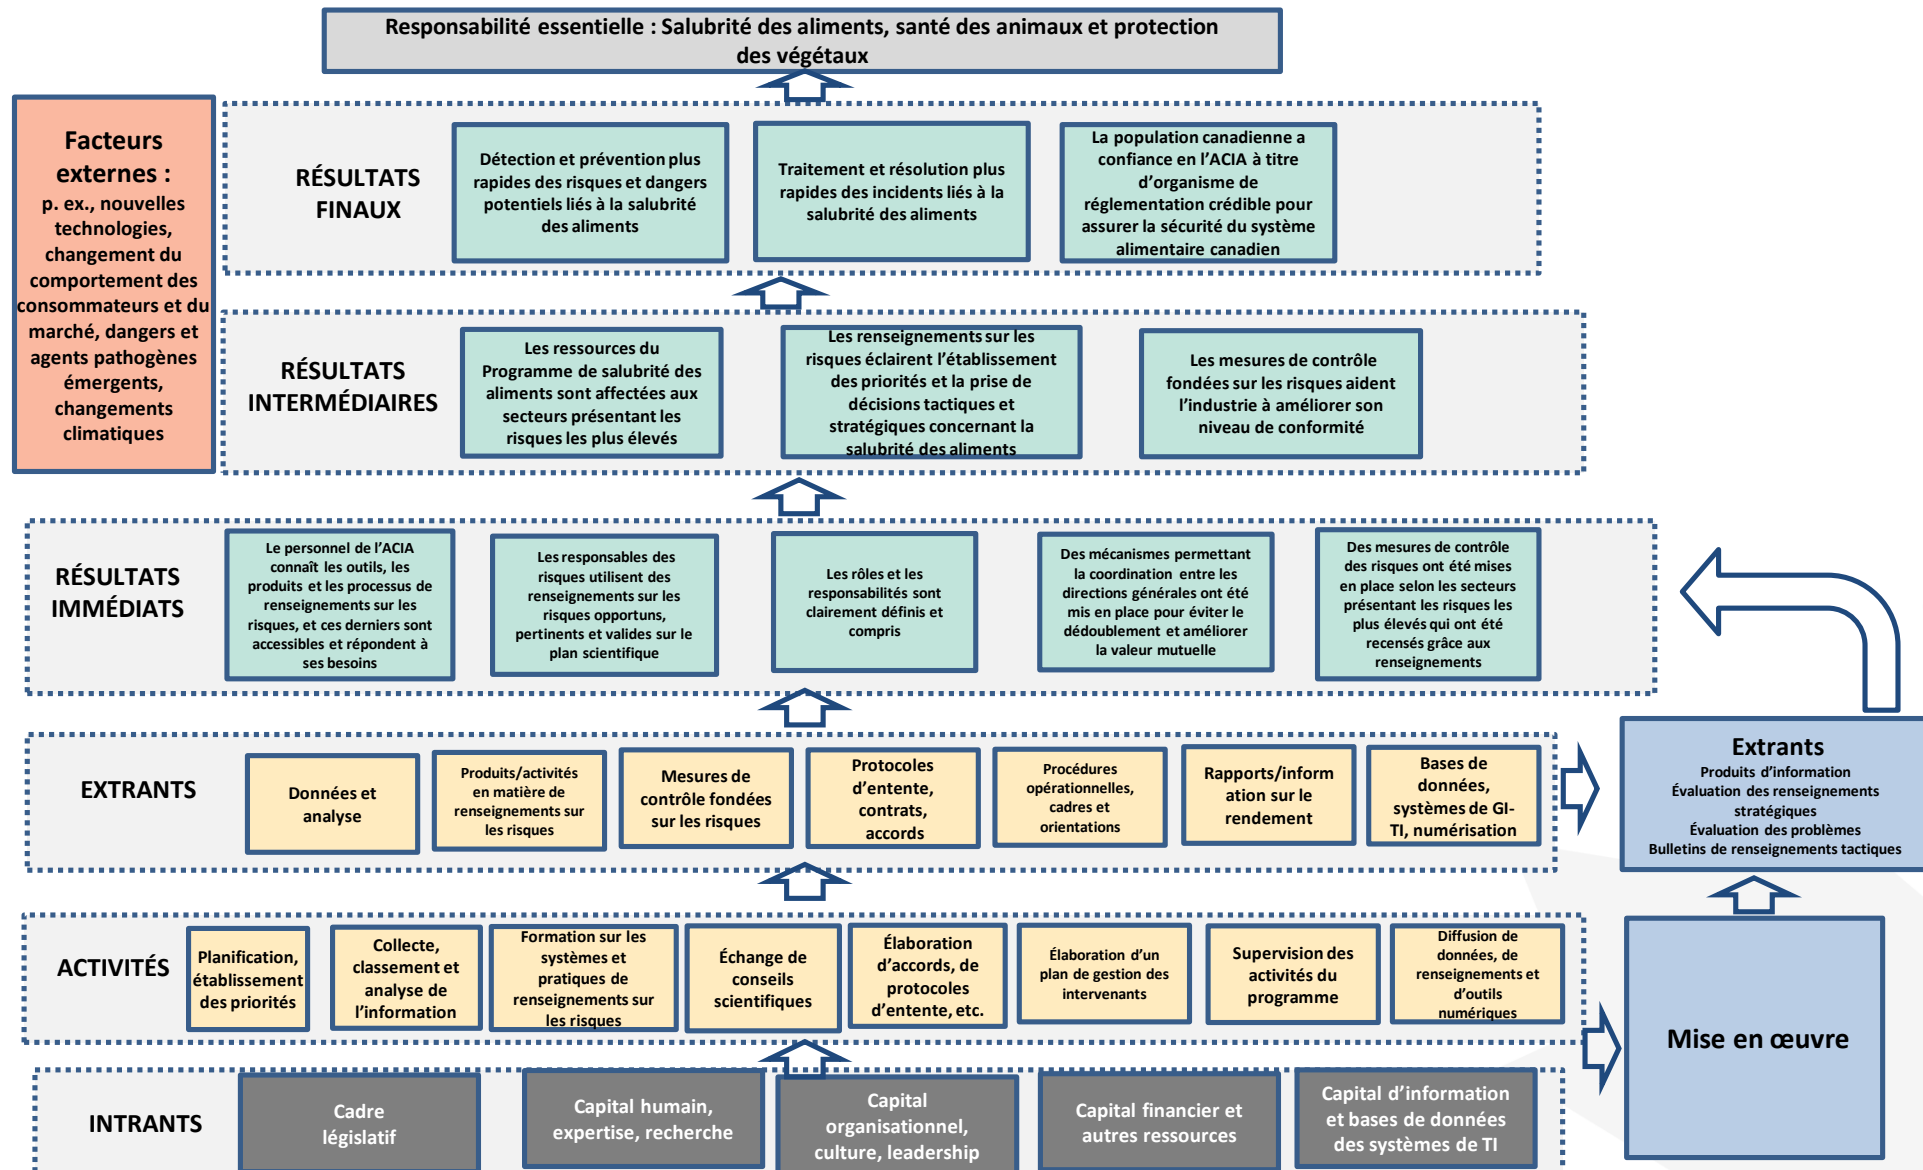 Responsabilité essentielle : Salubrité des aliments, santé des animaux et protection
des végétaux
Facteurs
externes :
p. ex., nouvelles
technologies,
changement du
comportement des
consommateurs et du
marché, dangers et
agents pathogènes
émergents,
changements
climatiques
RÉSULTATS
FINAUX
Détection et prévention plus
rapides des risques et dangers
potentiels liés à la salubrité
des aliments
Traitement et résolution plus
rapides des incidents liés à la
salubrité des aliments
La population canadienne a
confiance en l’ACIA à titre
d’organisme de
réglementation crédible pour
assurer la sécurité du système
alimentaire canadien
RÉSULTATS
INTERMÉDIAIRES
Les ressources du
Programme de salubrité des
aliments sont affectées aux
secteurs présentant les
risques les plus élevés
Les renseignements sur les
risques éclairent l’établissement
des priorités et la prise de
décisions tactiques et
stratégiques concernant la
salubrité des aliments
Les mesures de contrôle
fondées sur les risques aident
l’industrie à améliorer son
niveau de conformité
RÉSULTATS
IMMÉDIATS
Le personnel de l’ACIA
connaît les outils, les
produits et les processus de
renseignements sur les
risques, et ces derniers sont
accessibles et répondent à
ses besoins
Les responsables des
risques utilisent des
renseignements sur les
risques opportuns,
pertinents et valides sur le
plan scientifique
Les rôles et les
responsabilités sont
clairement définis et
compris
Des mécanismes permettant
la coordination entre les
directions générales ont été
mis en place pour éviter le
dédoublement et améliorer
la valeur mutuelle
Des mesures de contrôle
des risques ont été mises
en place selon les secteurs
présentant les risques les
plus élevés qui ont été
recensés grâce aux
renseignements
EXTRANTS
Données et
analyse
Produits/activités
en matière de
renseignements sur
les risques
Mesures de
contrôle fondées
sur les risques
Protocoles
d’entente,
contrats,
accords
Procédures
opérationnelles,
cadres et
orientations
Rapports/inform
ation sur le
rendement
Bases de
données,
systèmes de GI-
TI, numérisation
Extrants
Produits d’information
Évaluation des renseignements
stratégiques
Évaluation des problèmes
Bulletins de renseignements tactiques
ACTIVITÉS
Planification,
établissement
des priorités
Collecte,
classement et
analyse de
l’information
Formation sur les
systèmes et
pratiques de
renseignements sur
les risques
Échange de
conseils
scientifiques
Élaboration
d’accords, de
protocoles
d’entente, etc.
Élaboration d’un
plan de gestion des
intervenants
Supervision des
activités du
programme
Diffusion de
données, de
renseignements et
d’outils
numériques
Mise en œuvre
INTRANTS
Cadre
législatif
Capital humain,
expertise, recherche
Capital
organisationnel,
culture, leadership
Capital financier et
autres ressources
Capital d’information
et bases de données
des systèmes de TI